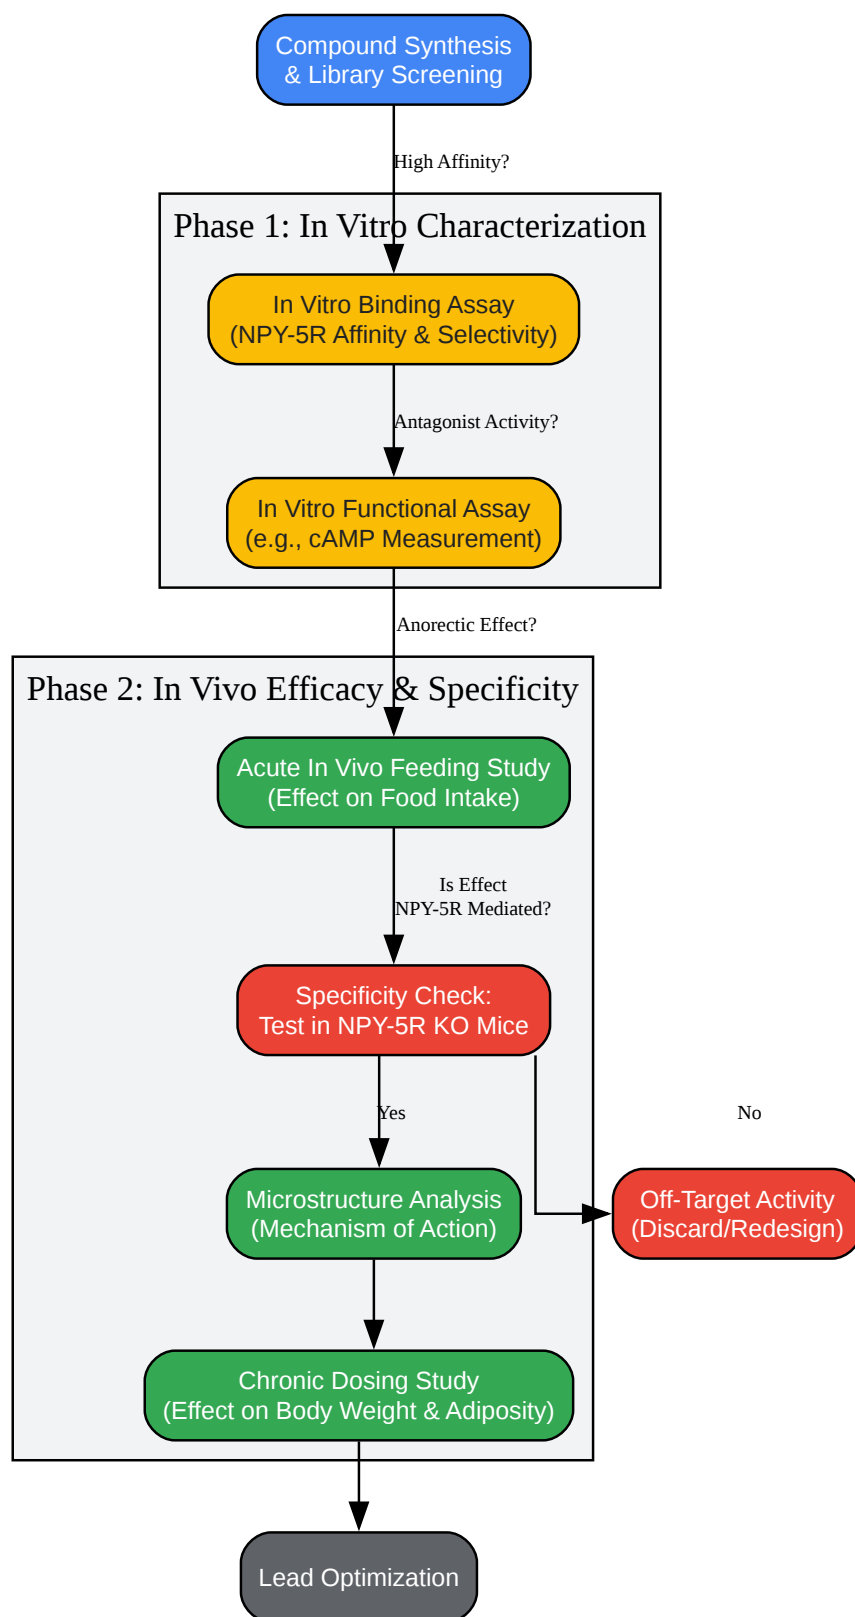 Compound Synthesis
& Library Screening
High Affinity?
Phase 1: In Vitro Characterization
In Vitro Binding Assay
(NPY-5R Affinity & Selectivity)
Antagonist Activity?
In Vitro Functional Assay
(e.g., cAMP Measurement)
Anorectic Effect?
Phase 2: In Vivo Efficacy & Specificity
Acute In Vivo Feeding Study
(Effect on Food Intake)
Is Effect
NPY-5R Mediated?
Specificity Check:
Test in NPY-5R KO Mice
Yes
No
Microstructure Analysis
(Mechanism of Action)
Off-Target Activity
(Discard/Redesign)
Chronic Dosing Study
(Effect on Body Weight & Adiposity)
Lead Optimization